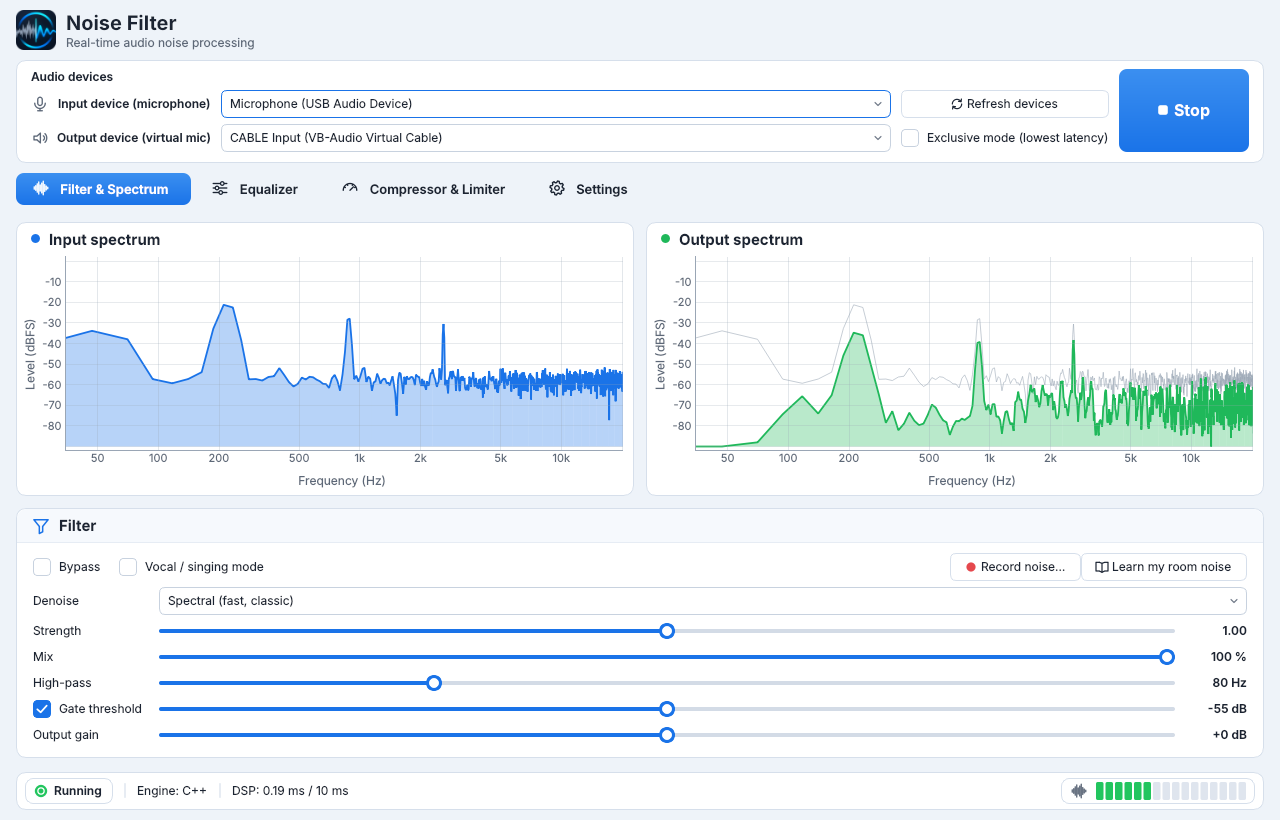 Noise Filter
Real-time audio noise processing
Audio devices
Input device (microphone)
Microphone (USB Audio Device)
Refresh devices
Stop
Output device (virtual mic)
CABLE Input (VB-Audio Virtual Cable)
Exclusive mode (lowest latency)
Filter & Spectrum
Equalizer
Compressor & Limiter
Settings
Input spectrum
Level (dBFS)
-10
-20
-30
-40
-50
-60
-70
-80
50 100 200 500 1k 2k 5k 10k
Frequency (Hz)
Output spectrum
Level (dBFS)
-10
-20
-30
-40
-50
-60
-70
-80
50 100 200 500 1k 2k 5k 10k
Frequency (Hz)
Filter
Bypass
Vocal / singing mode
Record noise...
Learn my room noise
Denoise
Spectral (fast, classic)
Strength 1.00
Mix 100 %
High-pass 80 Hz
Gate threshold -55 dB
Output gain +0 dB
Running
Engine: C++
DSP: 0.19 ms / 10 ms